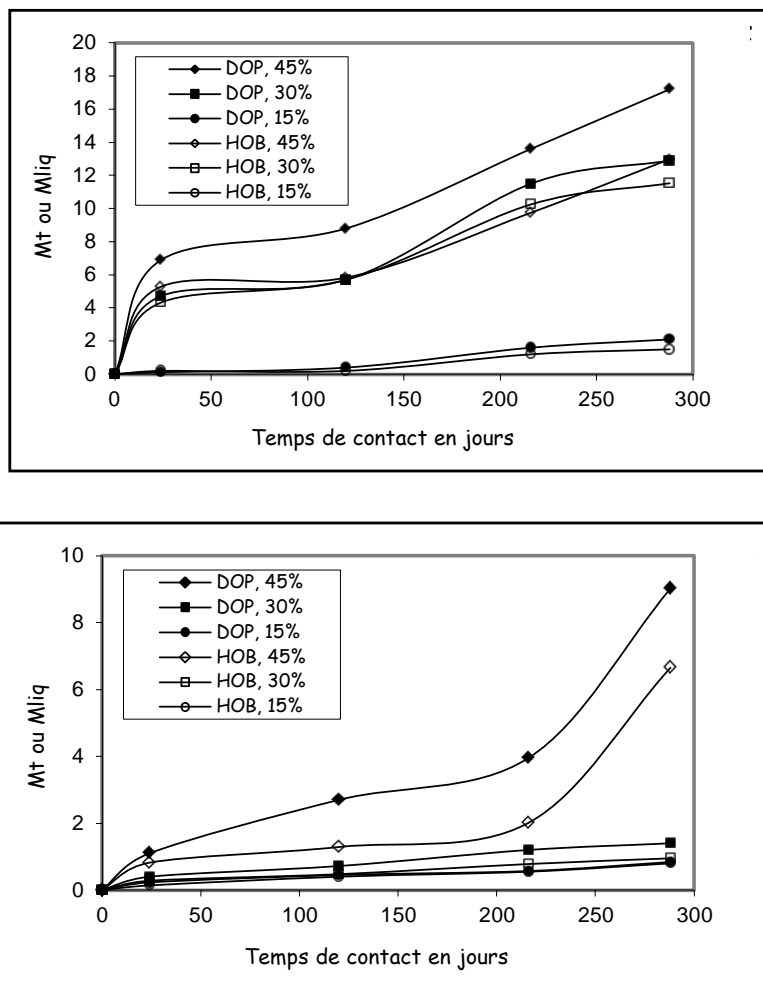 20
18
16
14
12
10
8
6
4
2
0
Mt ou Mliq
DOP, 45%
DOP, 30%
DOP, 15%
HOB, 45%
HOB, 30%
HOB, 15%
0 50 100 150 200 250 300
Temps de contact en jours
10
8
6
4
2
0
Mt ou Mliq
DOP, 45%
DOP, 30%
DOP, 15%
HOB, 45%
HOB, 30%
HOB, 15%
0 50 100 150 200 250 300
Temps de contact en jours